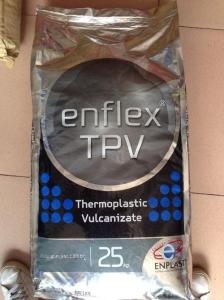 enflex®
TPV
Thermoplastic
Vulcanizate
25
ENPLAST